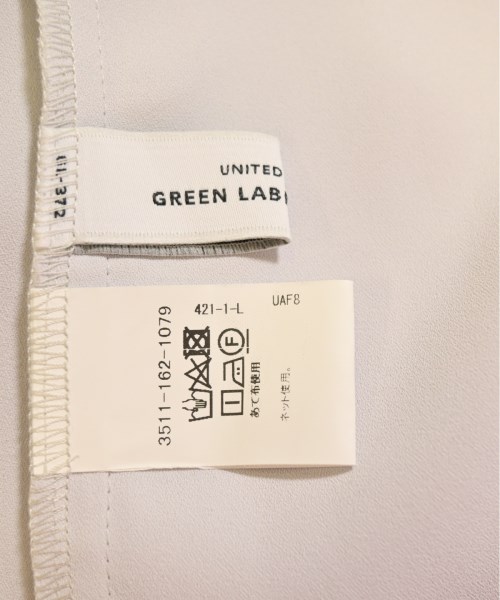 UNITED
GREEN LAB
GL-372
3511-162-1079
421-1-L
UAF8
F
あて布使用
ネット使用。